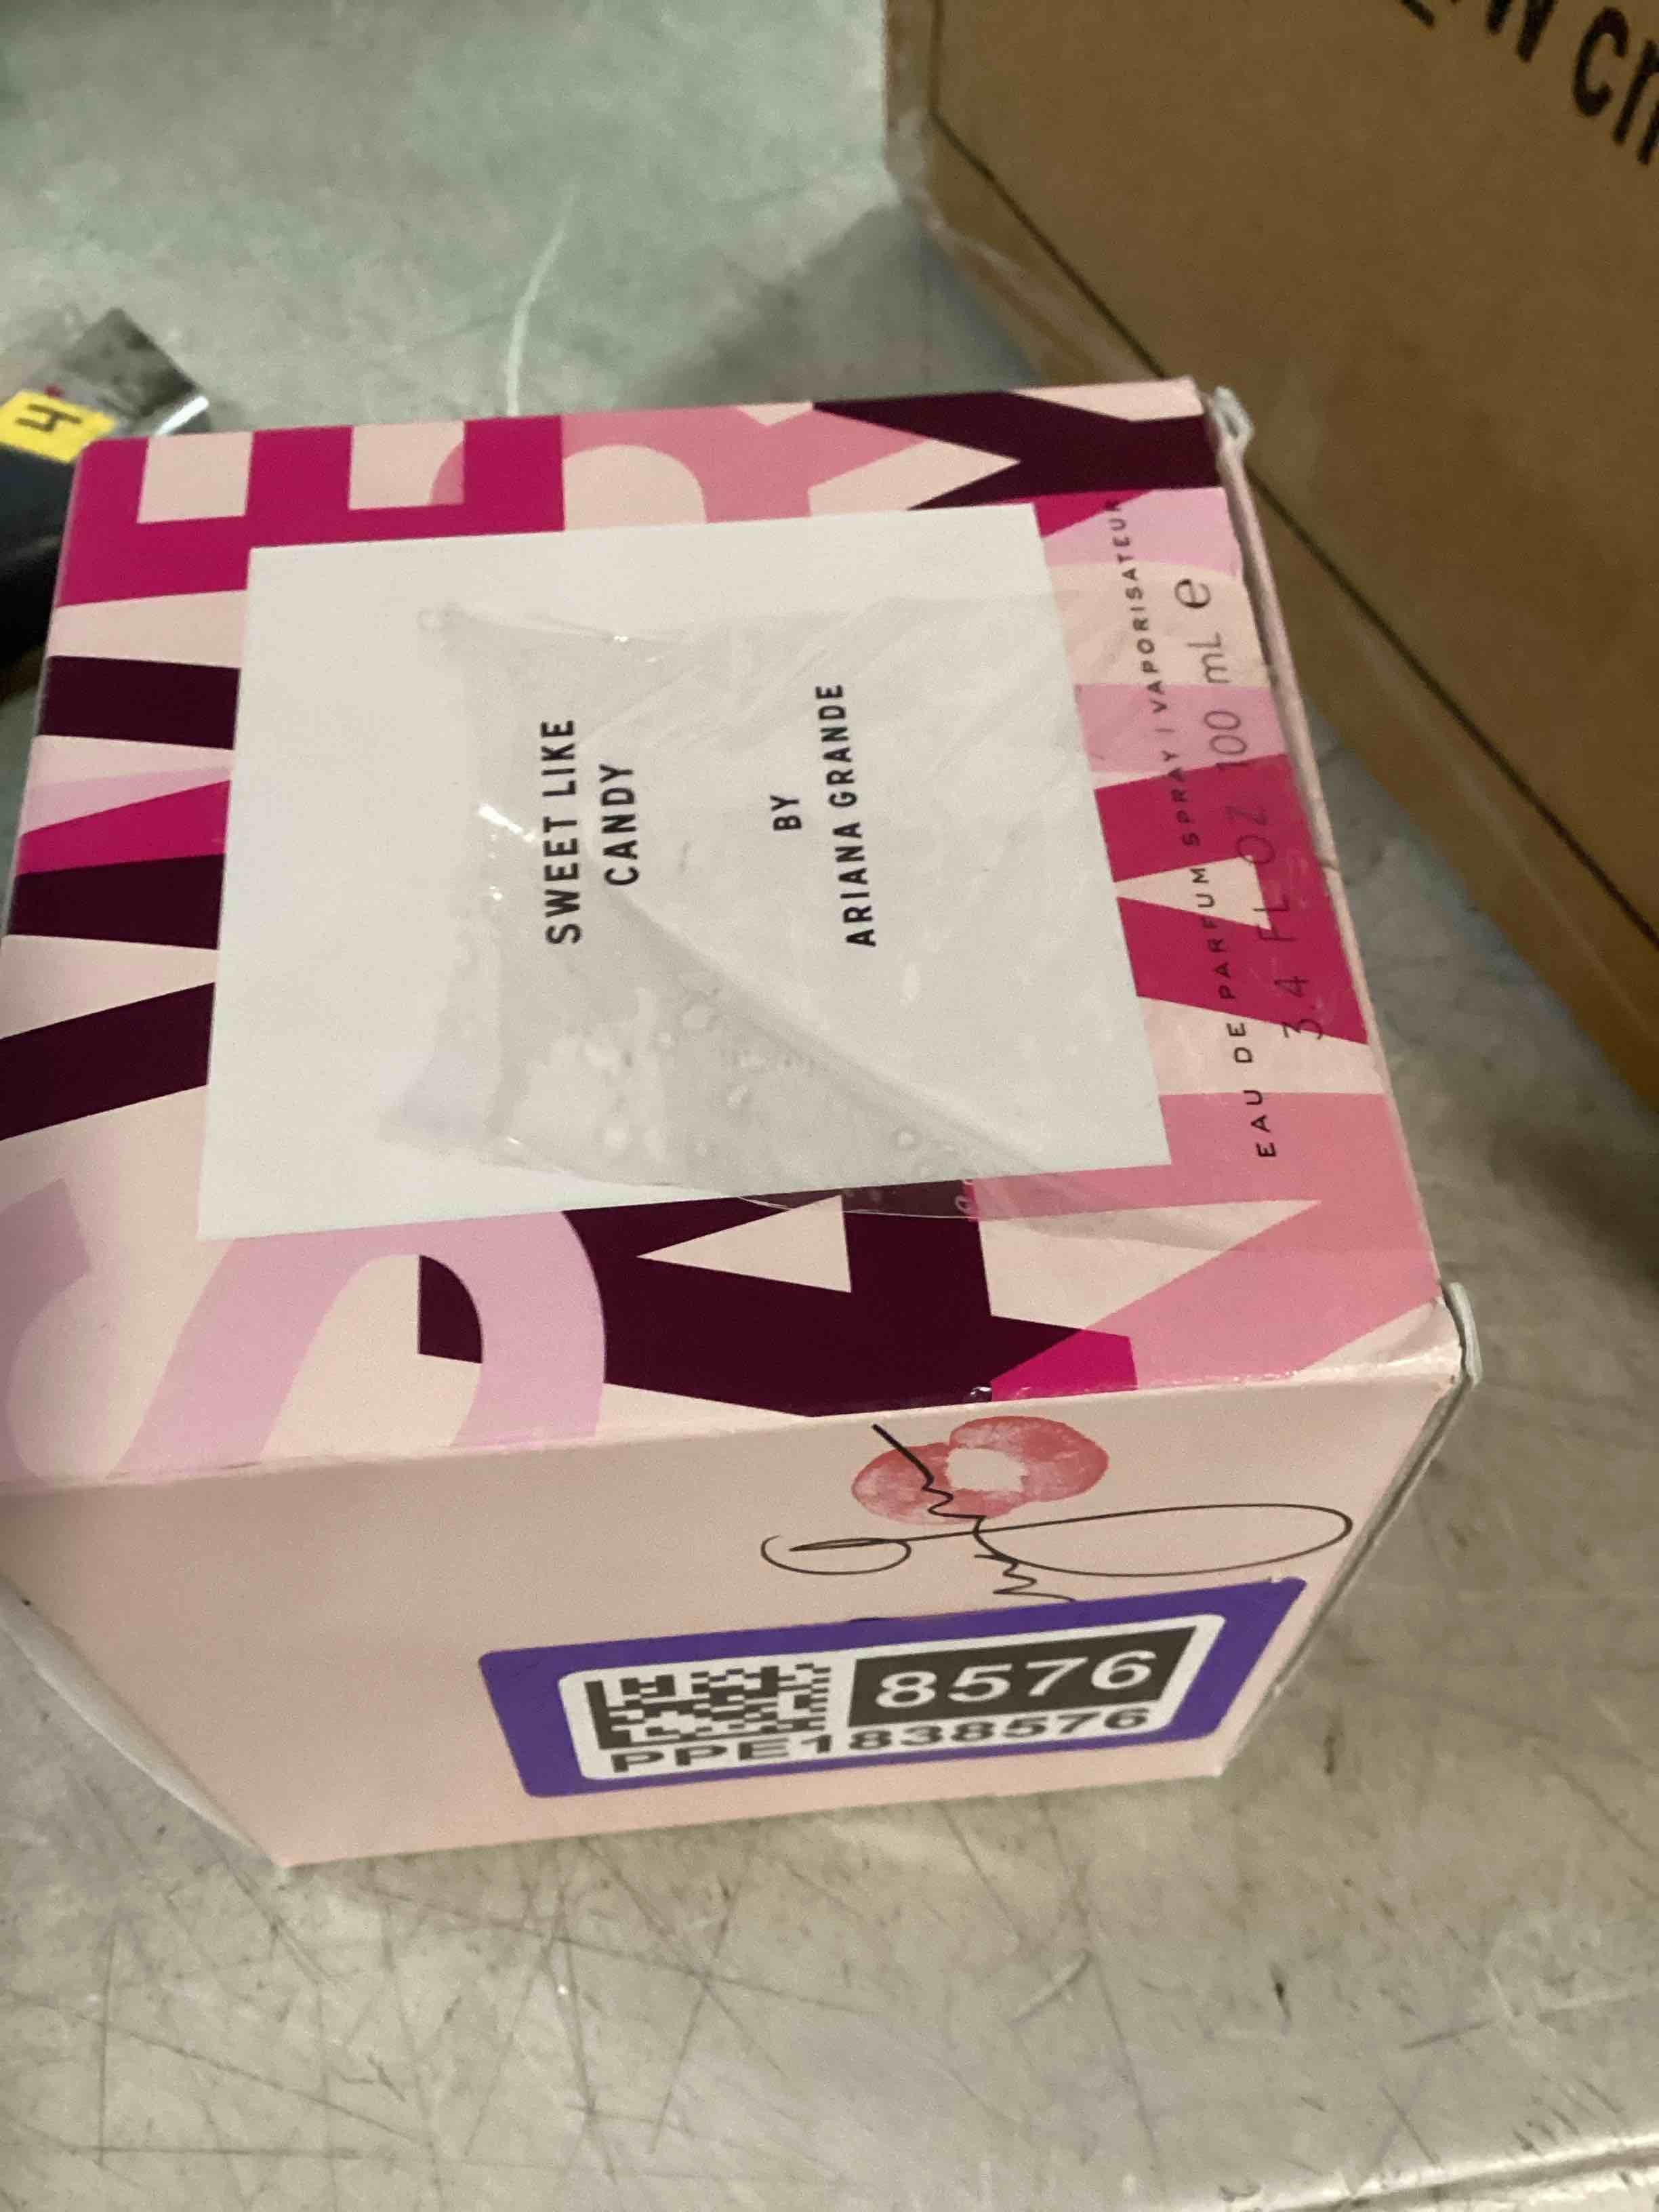 SWEET LIKE
CANDY
BY
ARIANA GRANDE
EAU DE PARFUM SPRAY | VAPORISATEUR
3.4 FL OZ 100 mL e
8576
PPE1838576
4